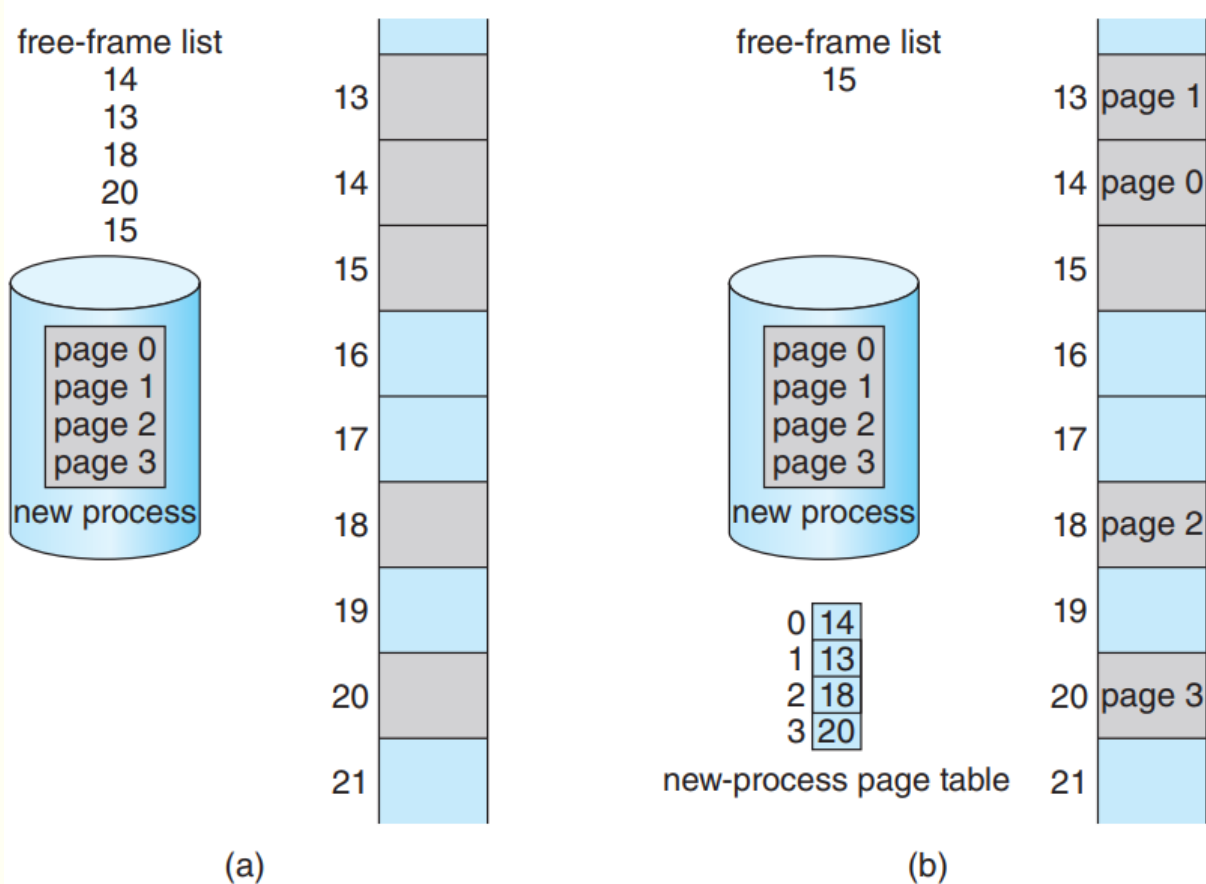 free-frame list
14
13
18
20
15
page 0
page 1
page 2
page 3
new process
13
14
15
16
17
18
19
20
21
(a)
free-frame list
15
page 0
page 1
page 2
page 3
new process
0 14
1 13
2 18
3 20
new-process page table
13 page 1
14 page 0
15
16
17
18 page 2
19
20 page 3
21
(b)